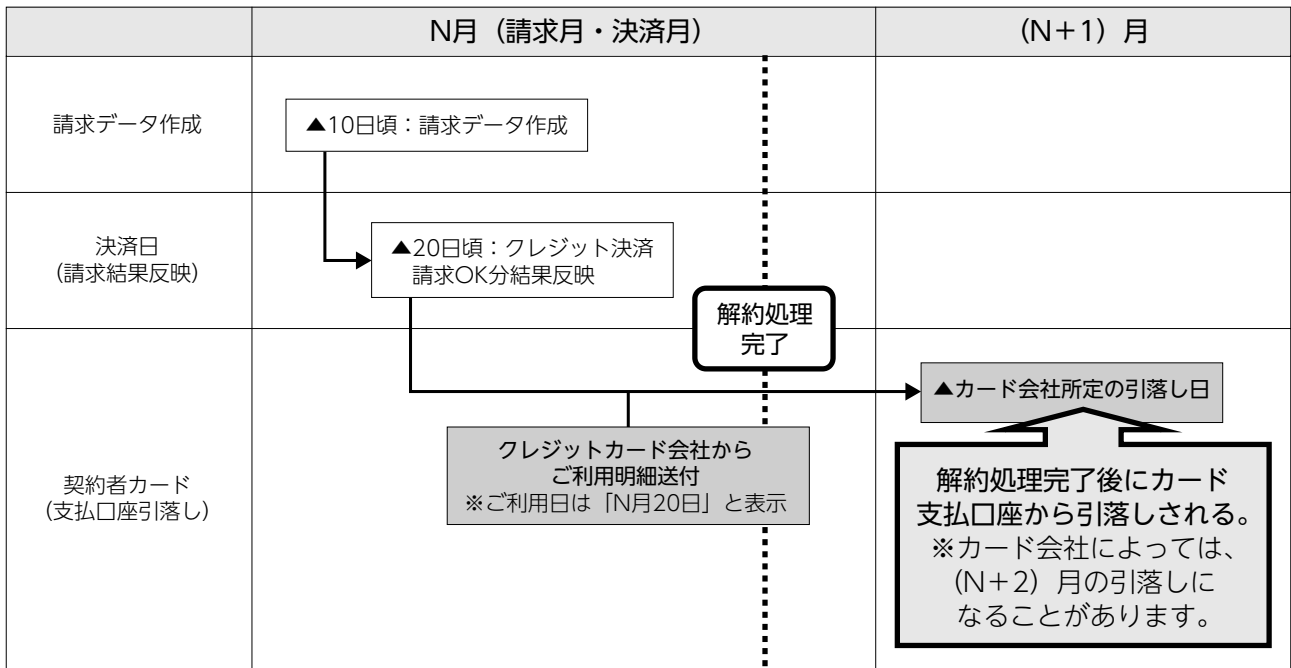 N月（請求月・決済月）
（N＋1）月
請求データ作成
▲10日頃：請求データ作成
決済日
（請求結果反映）
▲20日頃：クレジット決済
請求OK分結果反映
解約処理
完了
契約者カード
（支払口座引落し）
▲カード会社所定の引落し日
クレジットカード会社から
ご利用明細送付
※ご利用日は「N月20日」と表示
解約処理完了後にカード
支払口座から引落しされる。
※カード会社によっては、
（N＋2）月の引落しに
なることがあります。